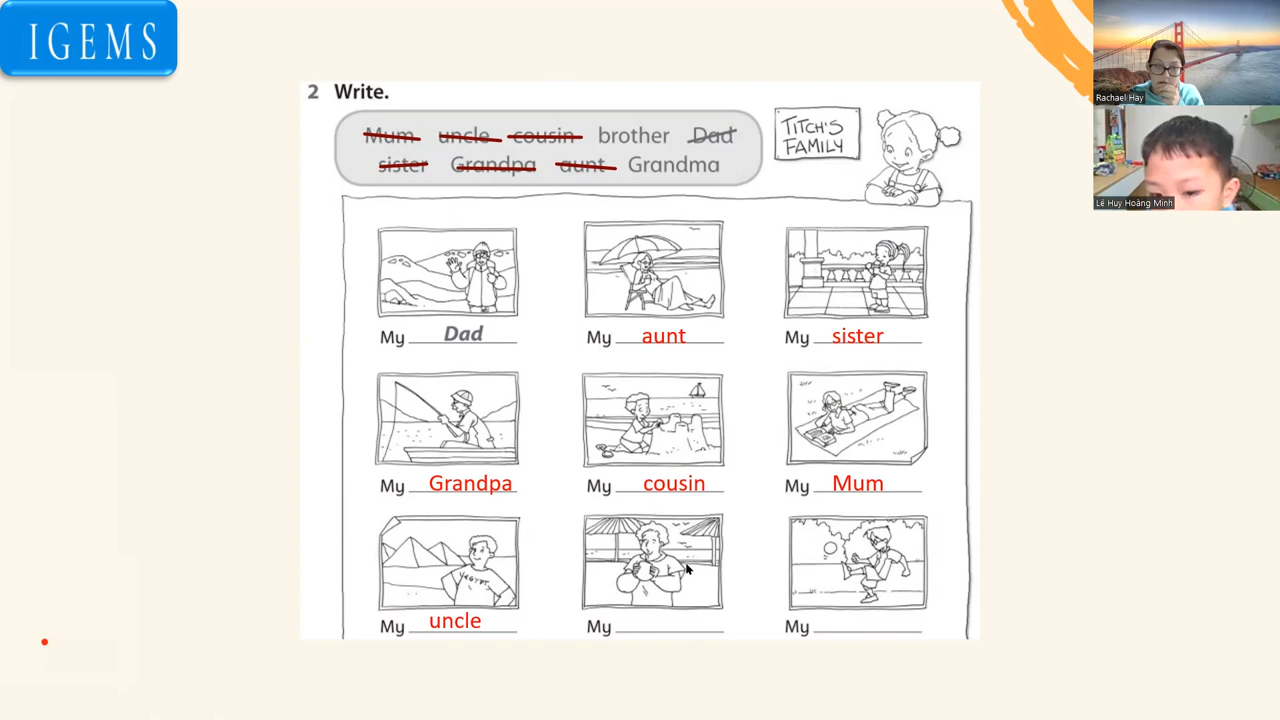 IGEMS
2 Write.
Mum uncle cousin brother Dad
sister Grandpa aunt Grandma
TITCH'S
FAMILY
My Dad
My aunt
My sister
My Grandpa
My cousin
My Mum
EGYPT
My uncle
My
My
Rachael Hay
Lê Huy Hoàng Minh